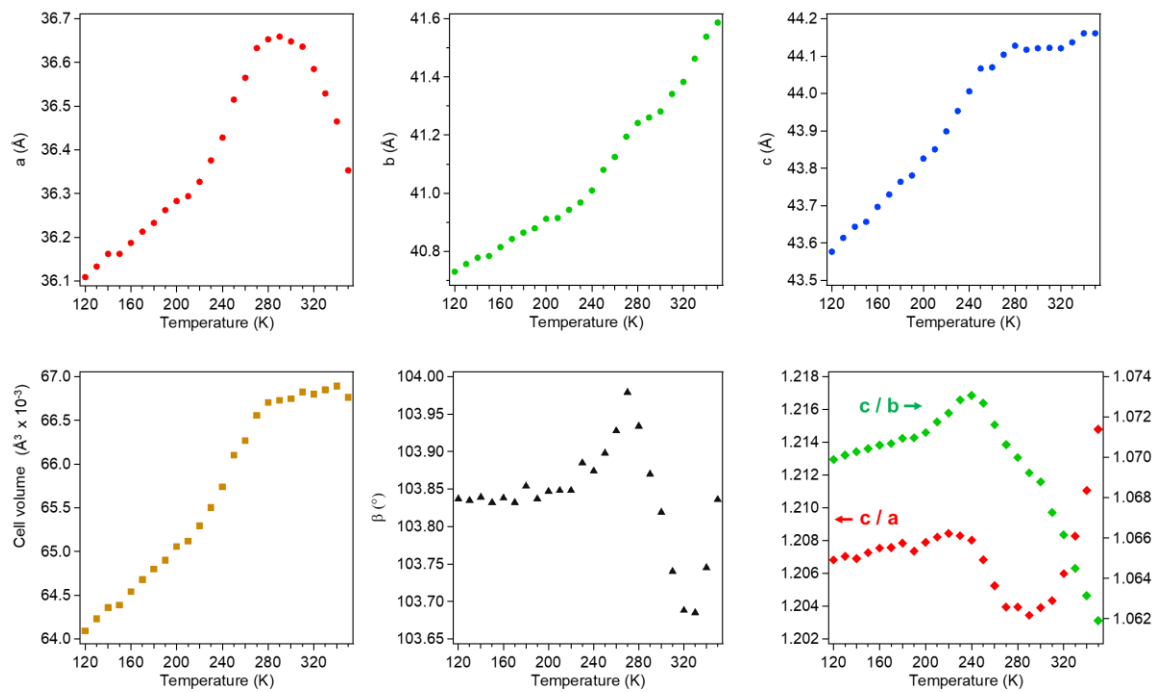 36.7
36.6
36.5
36.4
36.3
36.2
36.1
a (Å)
120 160 200 240 280 320
Temperature (K)
41.6
41.4
41.2
41.0
40.8
b (Å)
120 160 200 240 280 320
Temperature (K)
44.2
44.1
44.0
43.9
43.8
43.7
43.6
43.5
c (Å)
120 160 200 240 280 320
Temperature (K)
67.0
66.5
66.0
65.5
65.0
64.5
64.0
Cell volume (Å³ x 10⁻³)
120 160 200 240 280 320
Temperature (K)
104.00
103.95
103.90
103.85
103.80
103.75
103.70
103.65
β (°)
120 160 200 240 280 320
Temperature (K)
1.218
1.216
1.214
1.212
1.210
1.208
1.206
1.204
1.202
c / b →
← c / a
1.074
1.072
1.070
1.068
1.066
1.064
1.062
120 160 200 240 280 320
Temperature (K)